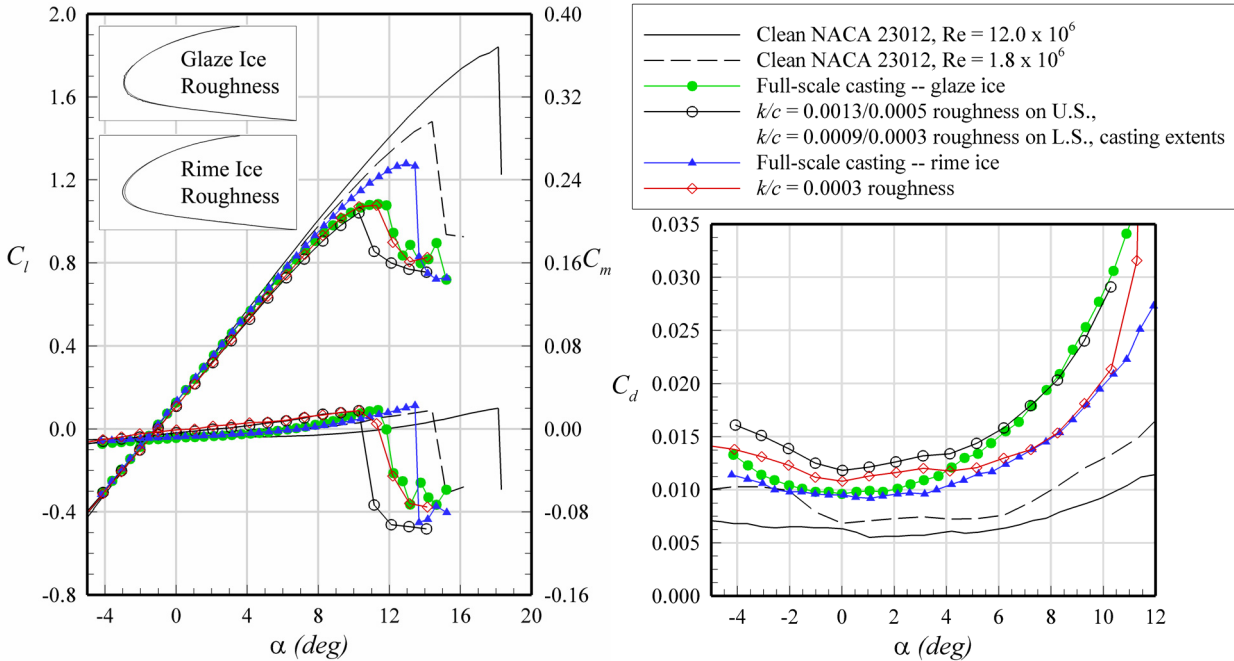 Glaze Ice
Roughness
Rime Ice
Roughness
2.0
1.6
1.2
0.8
0.4
0.0
-0.4
-0.8
C_l
0.40
0.32
0.24
0.16
0.08
0.00
-0.08
-0.16
C_m
-4 0 4 8 12 16 20
α (deg)
Clean NACA 23012, Re = 12.0 x 10^6
Clean NACA 23012, Re = 1.8 x 10^6
Full-scale casting -- glaze ice
k/c = 0.0013/0.0005 roughness on U.S.,
k/c = 0.0009/0.0003 roughness on L.S., casting extents
Full-scale casting -- rime ice
k/c = 0.0003 roughness
0.035
0.030
0.025
0.020
0.015
0.010
0.005
0.000
C_d
-4 -2 0 2 4 6 8 10 12
α (deg)